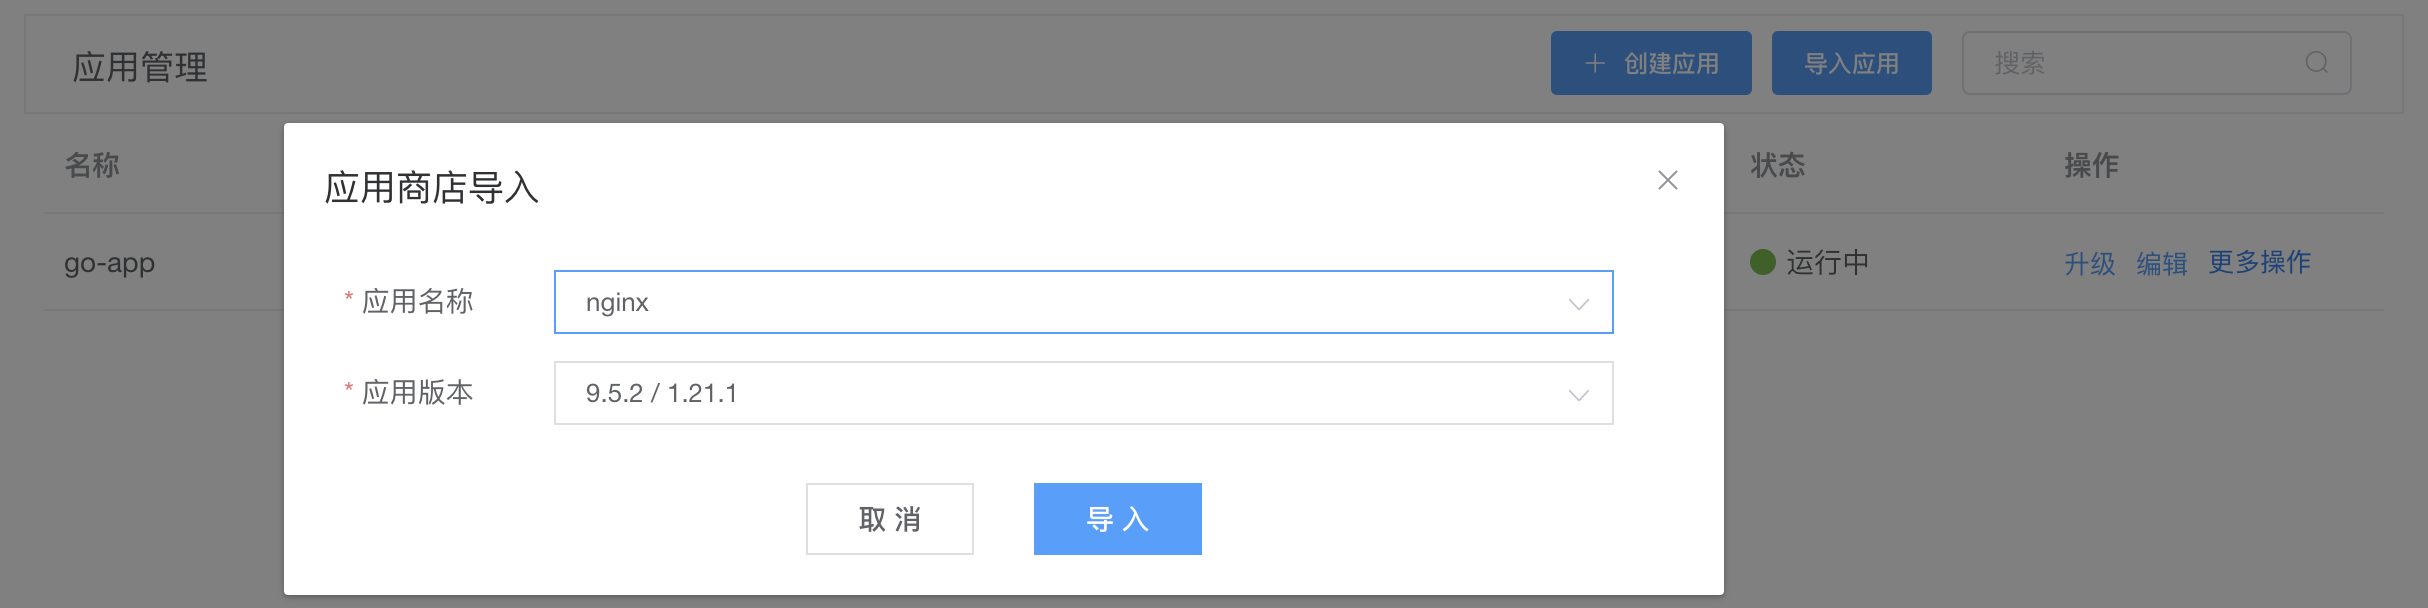 应用管理
+ 创建应用 导入应用 搜索
名称 状态 操作
应用商店导入
go-app 运行中 升级 编辑 更多操作
* 应用名称 nginx
* 应用版本 9.5.2 / 1.21.1
取 消 导 入